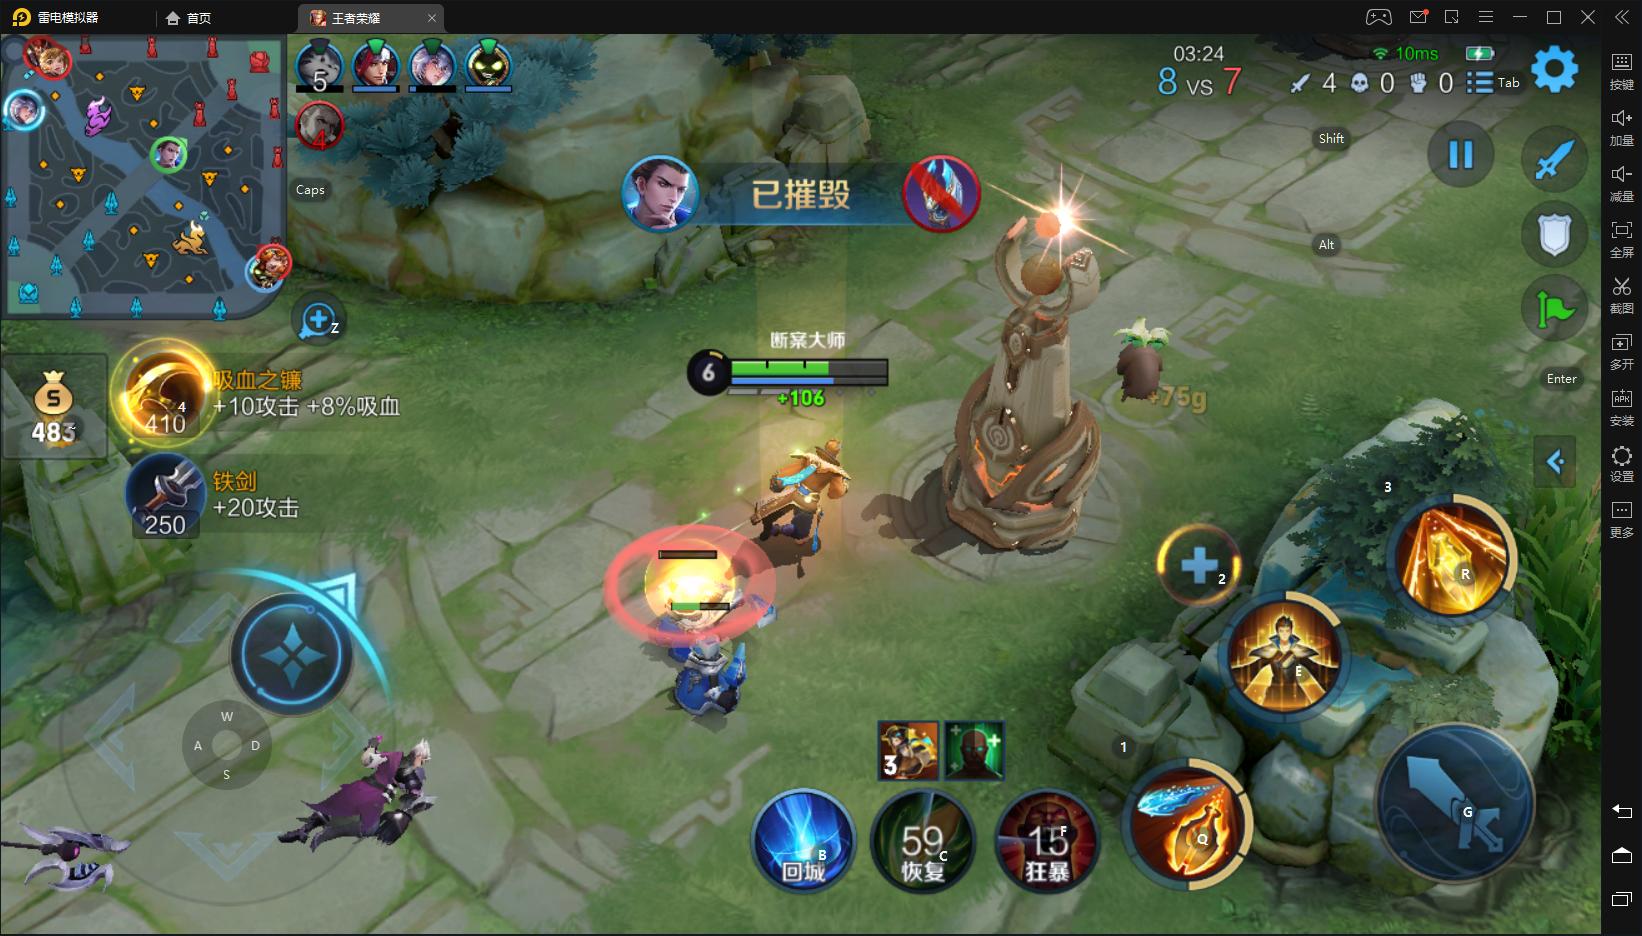 雷电模拟器
首页
王者荣耀
03:24
10ms
8 vs 7
4
0
0
Tab
按键
加量
减量
全屏
截图
多开
安装
设置
更多
5
4
Caps
Shift
Alt
Enter
已摧毁
Z
断案大师
6
+106
+75g
吸血之镰
+10攻击 +8%吸血
4
410
铁剑
+20攻击
250
W
A
D
S
3
2
R
E
1
3
回城
B
59
恢复
C
15
狂暴
F
Q
G
APK
S